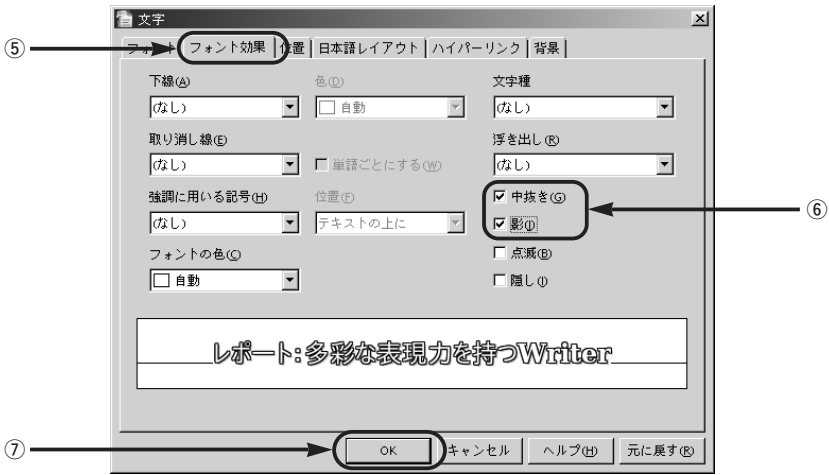 文字
⑤
フォント フォント効果 位置 日本語レイアウト ハイパーリンク 背景
下線(A) 色(D) 文字種
(なし) 自動 (なし)
取り消し線(E) 浮き出し(R)
(なし) 単語ごとにする(W) (なし)
強調に用いる記号(H) 位置(P) 中抜き(G)
⑥
(なし) テキストの上に 影(I)
フォントの色(C) 点滅(B)
自動 隠し(I)
レポート:多彩な表現力を持つWriter
⑦
OK キャンセル ヘルプ(H) 元に戻す(R)